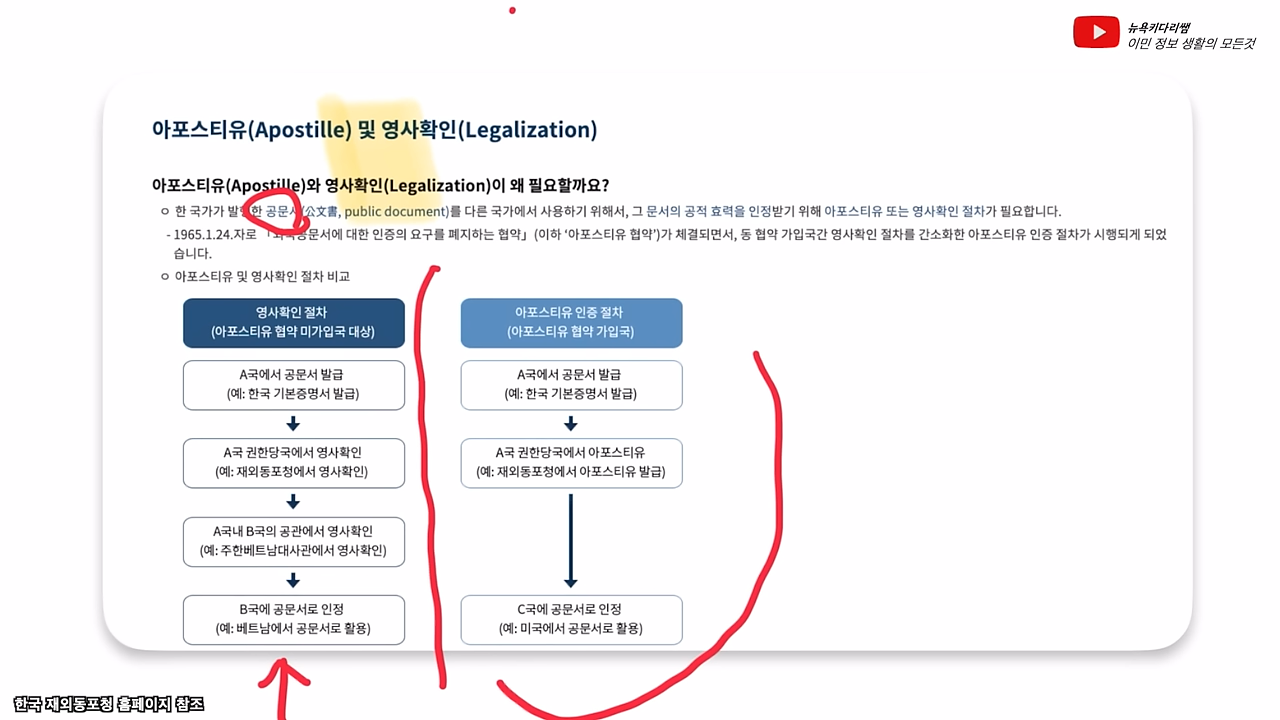 뉴욕키다리쌤
이민 정보 생활의 모든것
아포스티유(Apostille) 및 영사확인(Legalization)
아포스티유(Apostille)와 영사확인(Legalization)이 왜 필요할까요?
한 국가가 발행한 공문서(公文書, public document)를 다른 국가에서 사용하기 위해서, 그 문서의 공적 효력을 인정받기 위해 아포스티유 또는 영사확인 절차가 필요합니다.
- 1965.1.24.자로 「외국공문서에 대한 인증의 요구를 폐지하는 협약」(이하 ‘아포스티유 협약’)가 체결되면서, 동 협약 가입국간 영사확인 절차를 간소화한 아포스티유 인증 절차가 시행되게 되었
습니다.
아포스티유 및 영사확인 절차 비교
영사확인 절차
(아포스티유 협약 미가입국 대상)
A국에서 공문서 발급
(예: 한국 기본증명서 발급)
A국 권한당국에서 영사확인
(예: 재외동포청에서 영사확인)
A국내 B국의 공관에서 영사확인
(예: 주한베트남대사관에서 영사확인)
B국에 공문서로 인정
(예: 베트남에서 공문서로 활용)
아포스티유 인증 절차
(아포스티유 협약 가입국)
A국에서 공문서 발급
(예: 한국 기본증명서 발급)
A국 권한당국에서 아포스티유
(예: 재외동포청에서 아포스티유 발급)
C국에 공문서로 인정
(예: 미국에서 공문서로 활용)
한국 재외동포청 홈페이지 참조